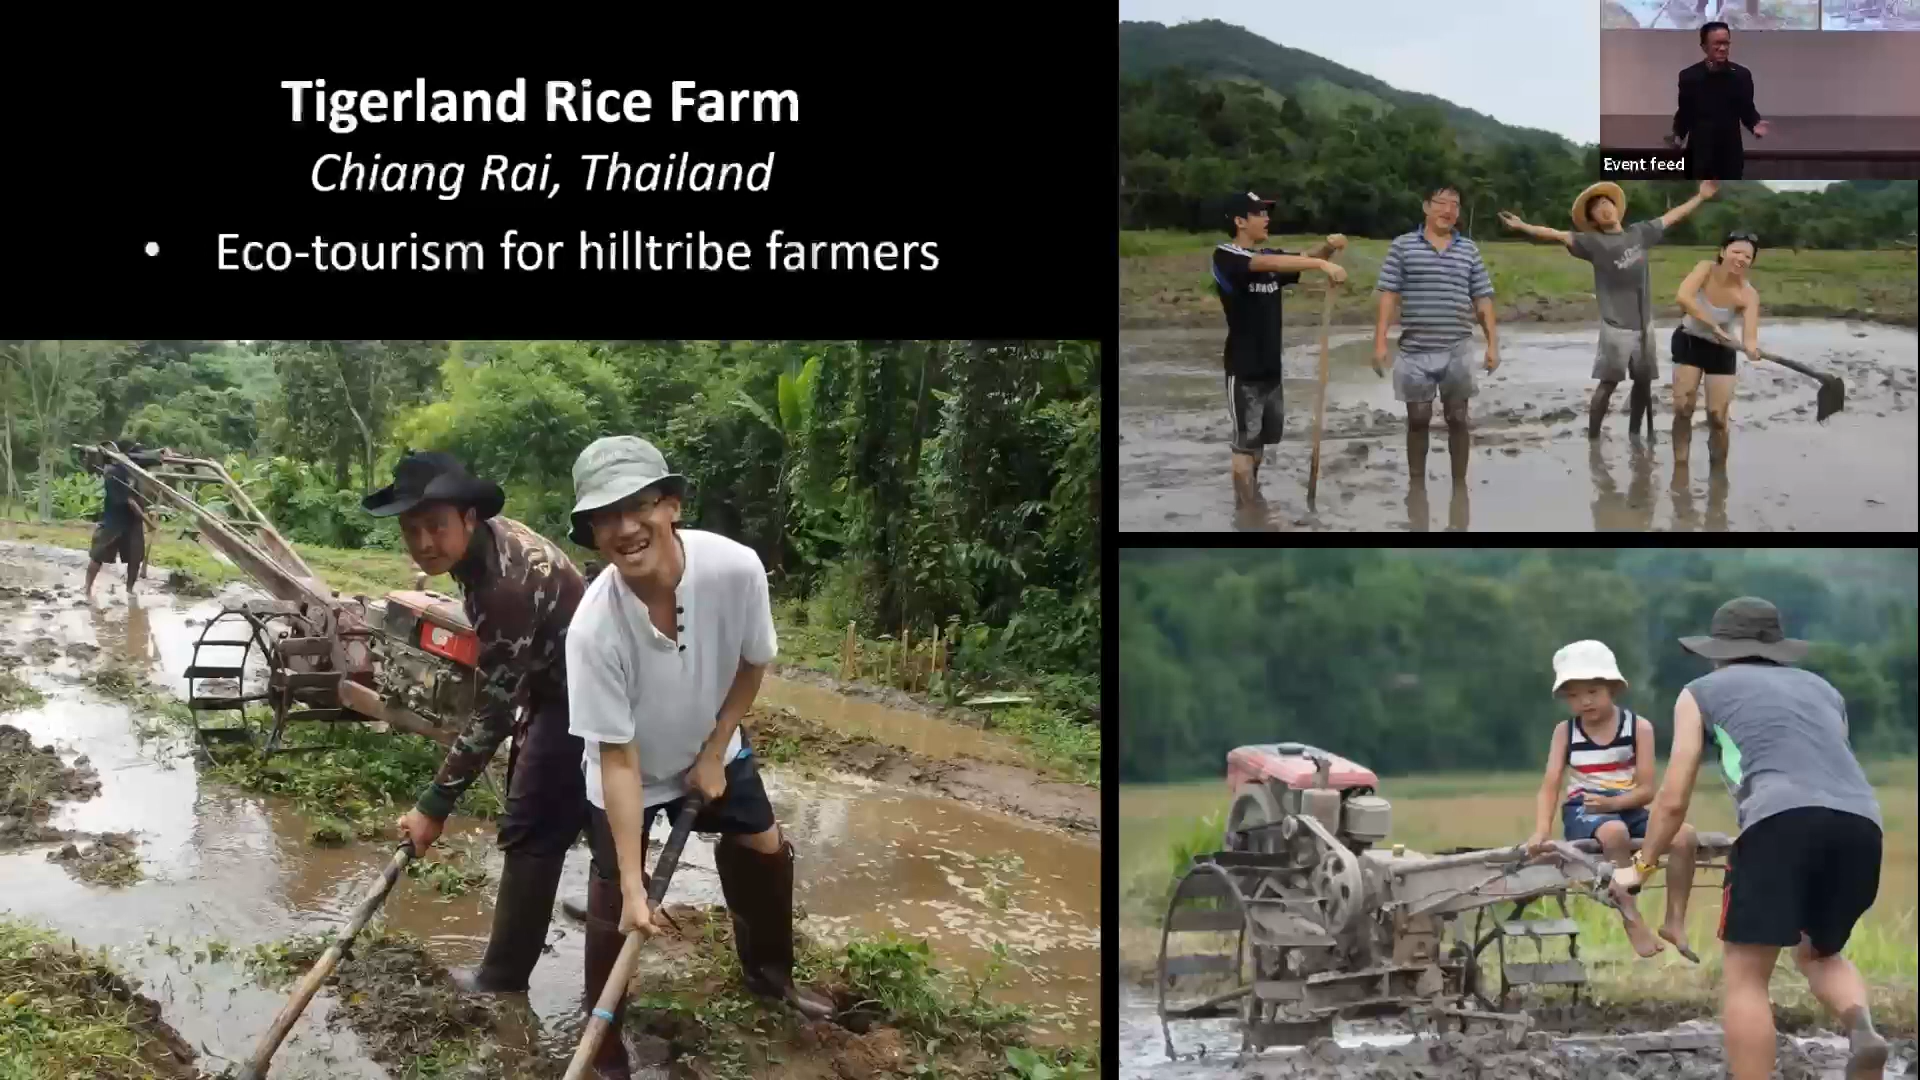 Tigerland Rice Farm
Chiang Rai, Thailand
• Eco-tourism for hilltribe farmers
Event feed